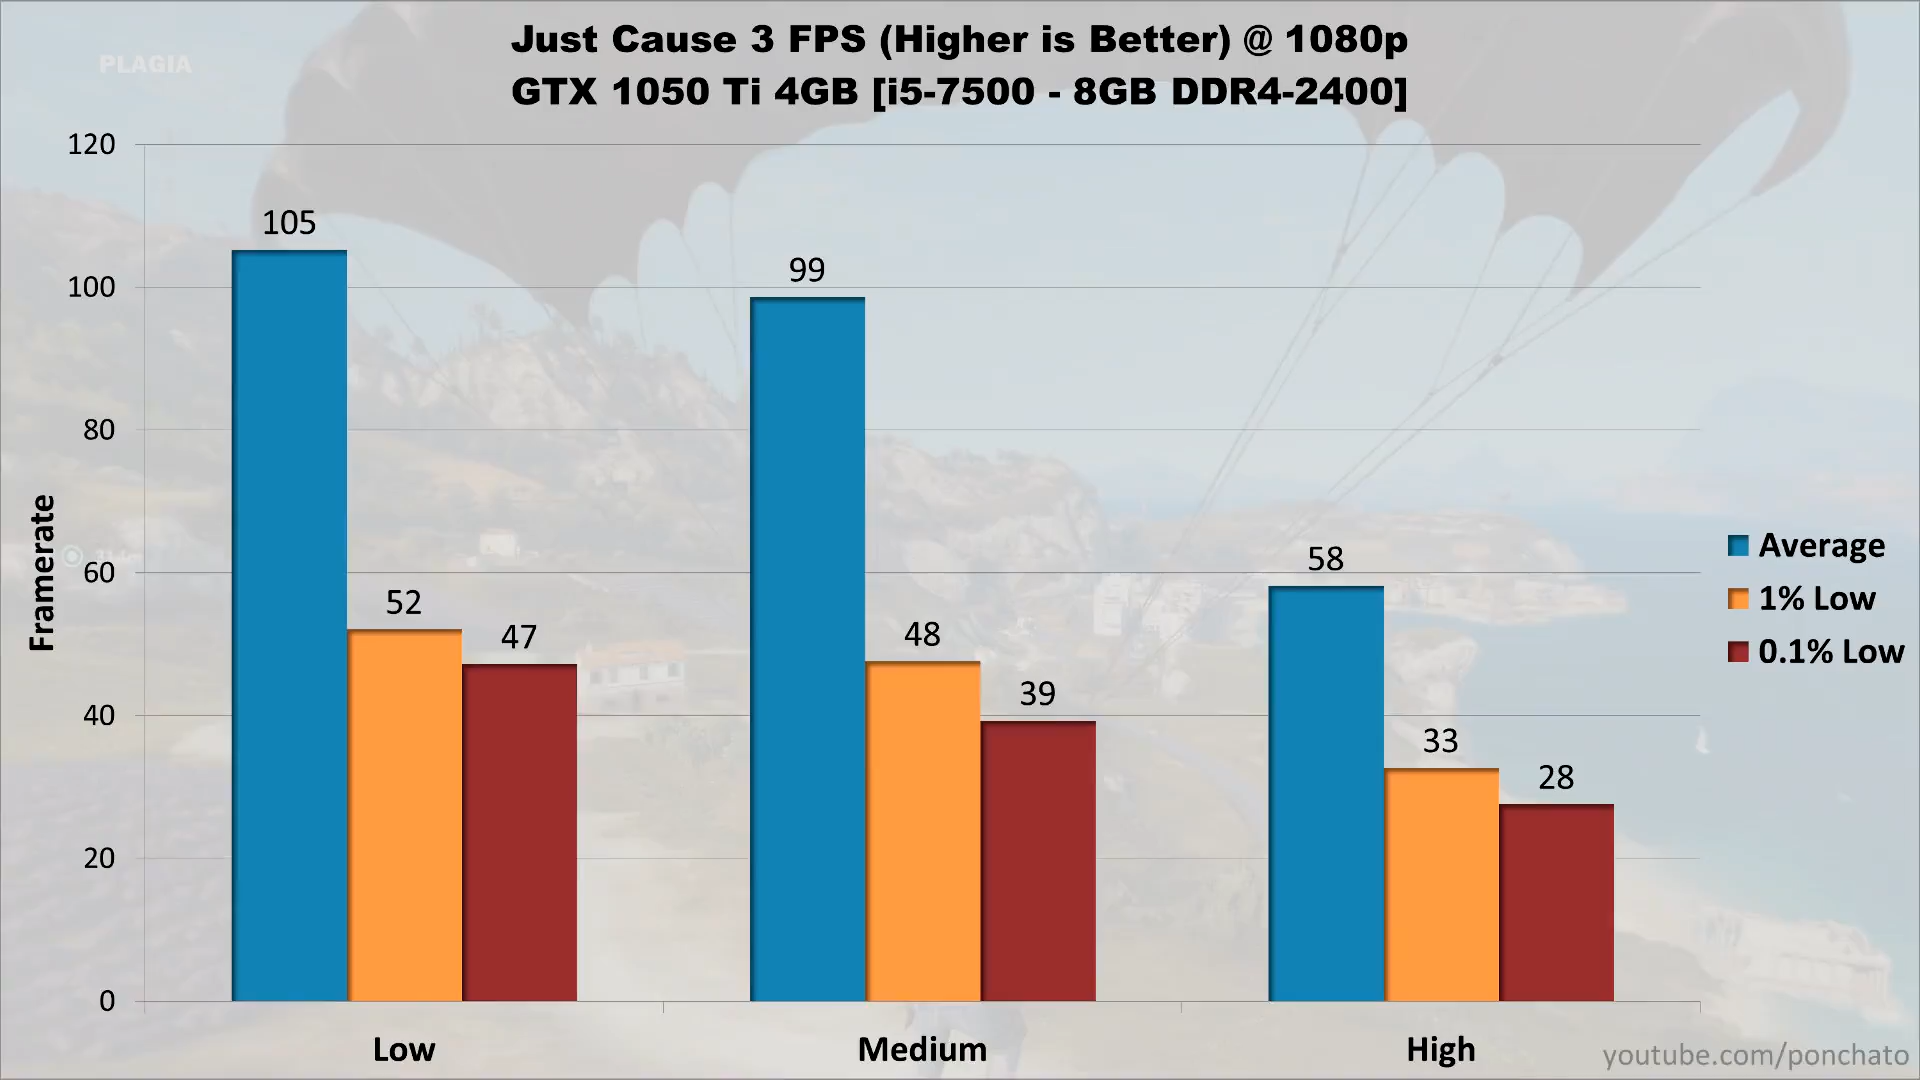 PLAGIA
Just Cause 3 FPS (Higher is Better) @ 1080p
GTX 1050 Ti 4GB [i5-7500 - 8GB DDR4-2400]
Framerate
120
100
80
60
40
20
0
105
52
47
99
48
39
58
33
28
Low
Medium
High
Average
1% Low
0.1% Low
youtube.com/ponchato